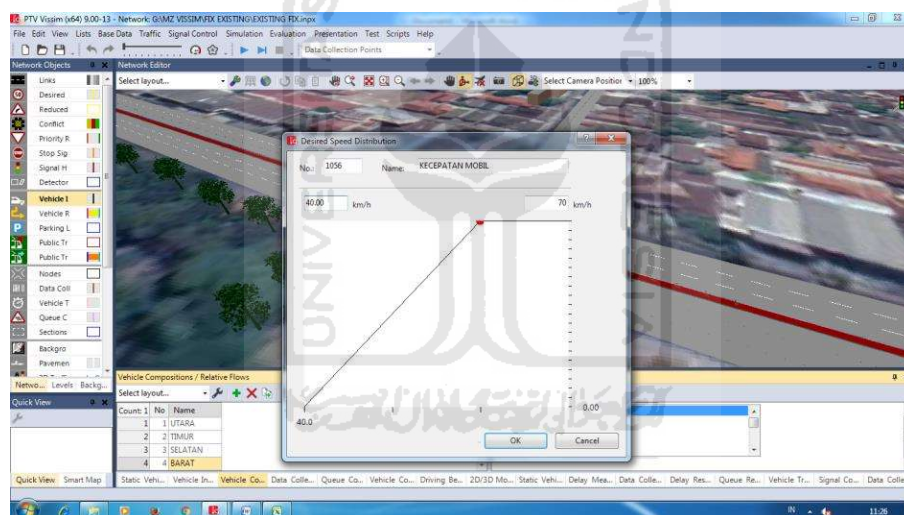 PTV Vissim (x64) 9.00-13 - Network: G:\MZ VISSIM\FIX EXISTING\EXISTING FIX.inpx
File Edit View Lists Base Data Traffic Signal Control Simulation Evaluation Presentation Test Scripts Help
Data Collection Points
Network Objects
Network Editor
Select layout...
Select Camera Position
100%
Links
Desired
Reduced
Conflict
Priority R
Stop Sig
Signal H
Detector
Vehicle I
Vehicle R
Parking L
Public Tr
Public Tr
Nodes
Data Coll
Vehicle T
Queue C
Sections
Backgro
Pavemen
Netwo... Levels Backg...
Quick View
Quick View Smart Map
Desired Speed Distribution
No.: 1056 Name: KECEPATAN MOBIL
40.00 km/h 70 km/h
0.00
40.0
OK Cancel
Vehicle Compositions / Relative Flows
Select layout...
Count: 1 No Name
1 1 UTARA
2 2 TIMUR
3 3 SELATAN
4 4 BARAT
Static Vehi... Vehicle In... Vehicle Co... Data Colle... Queue Co... Vehicle Co... Driving Be... 2D/3D Mo... Static Vehi... Delay Mea... Data Colle... Delay Res... Queue Re... Vehicle Tr... Signal Co... Data Colle
IN 11:26